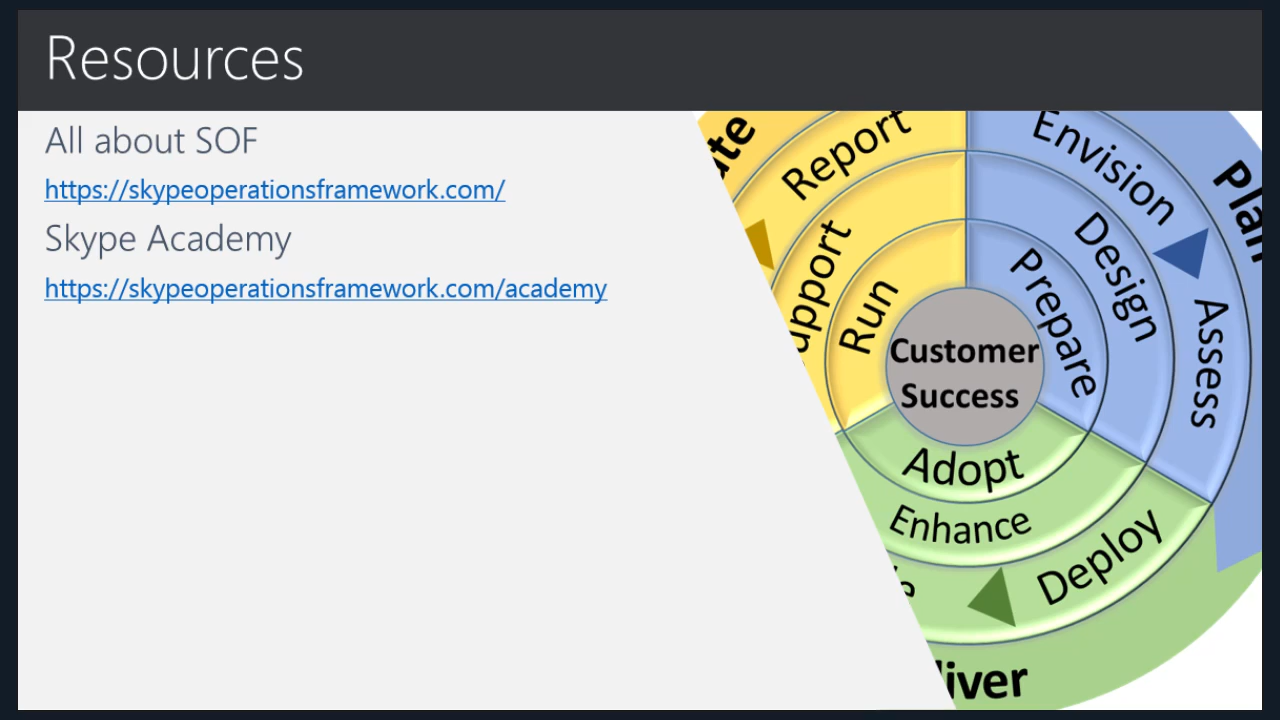 Resources
All about SOF
https://skypeoperationsframework.com/
Skype Academy
https://skypeoperationsframework.com/academy
Report
Run
Envision
Design
Prepare
Assess
Customer
Success
Adopt
Enhance
Deploy